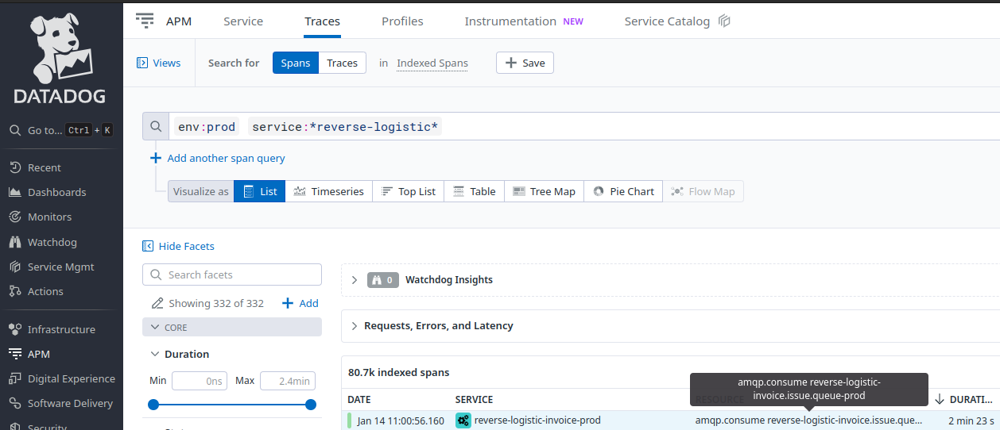 DATADOG
Go to... Ctrl + K
Recent
Dashboards
Monitors
Watchdog
Service Mgmt
Actions
Infrastructure
APM
Digital Experience
Software Delivery
Security
APM Service Traces Profiles Instrumentation NEW Service Catalog
Views Search for Spans Traces in Indexed Spans + Save
env:prod service:*reverse-logistic*
+ Add another span query
Visualize as List Timeseries Top List Table Tree Map Pie Chart Flow Map
Hide Facets
Search facets
Showing 332 of 332 + Add
CORE
Duration
Min 0ns Max 2.4min
0 Watchdog Insights
Requests, Errors, and Latency
80.7k indexed spans
amqp.consume reverse-logistic-
invoice.issue.queue-prod
DATE SERVICE RESOURCE DURATI...
Jan 14 11:00:56.160 reverse-logistic-invoice-prod amqp.consume reverse-logistic-invoice.issue.que... 2 min 23 s